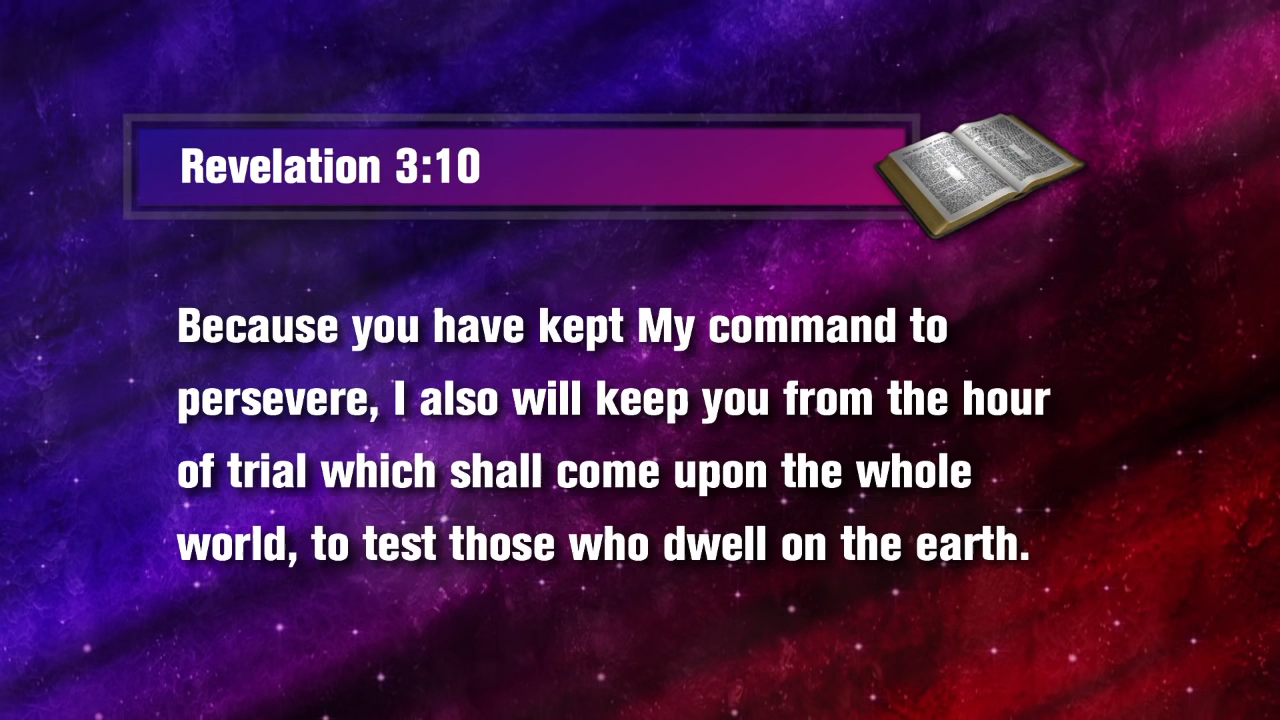 Revelation 3:10
Because you have kept My command to
persevere, I also will keep you from the hour
of trial which shall come upon the whole
world, to test those who dwell on the earth.